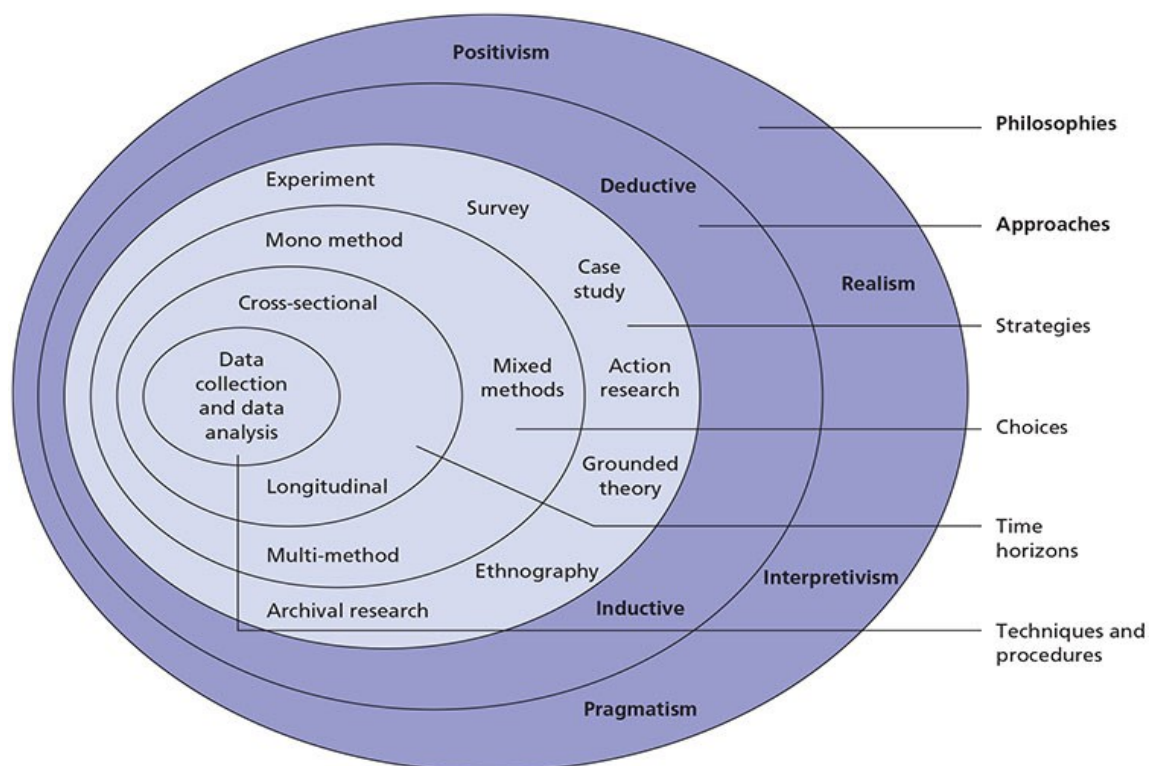 Positivism
Philosophies
Experiment
Deductive
Survey
Approaches
Mono method
Case
study
Realism
Cross-sectional
Strategies
Data
collection
and data
analysis
Mixed
methods
Action
research
Choices
Grounded
theory
Longitudinal
Time
horizons
Multi-method
Ethnography
Interpretivism
Archival research
Inductive
Techniques and
procedures
Pragmatism